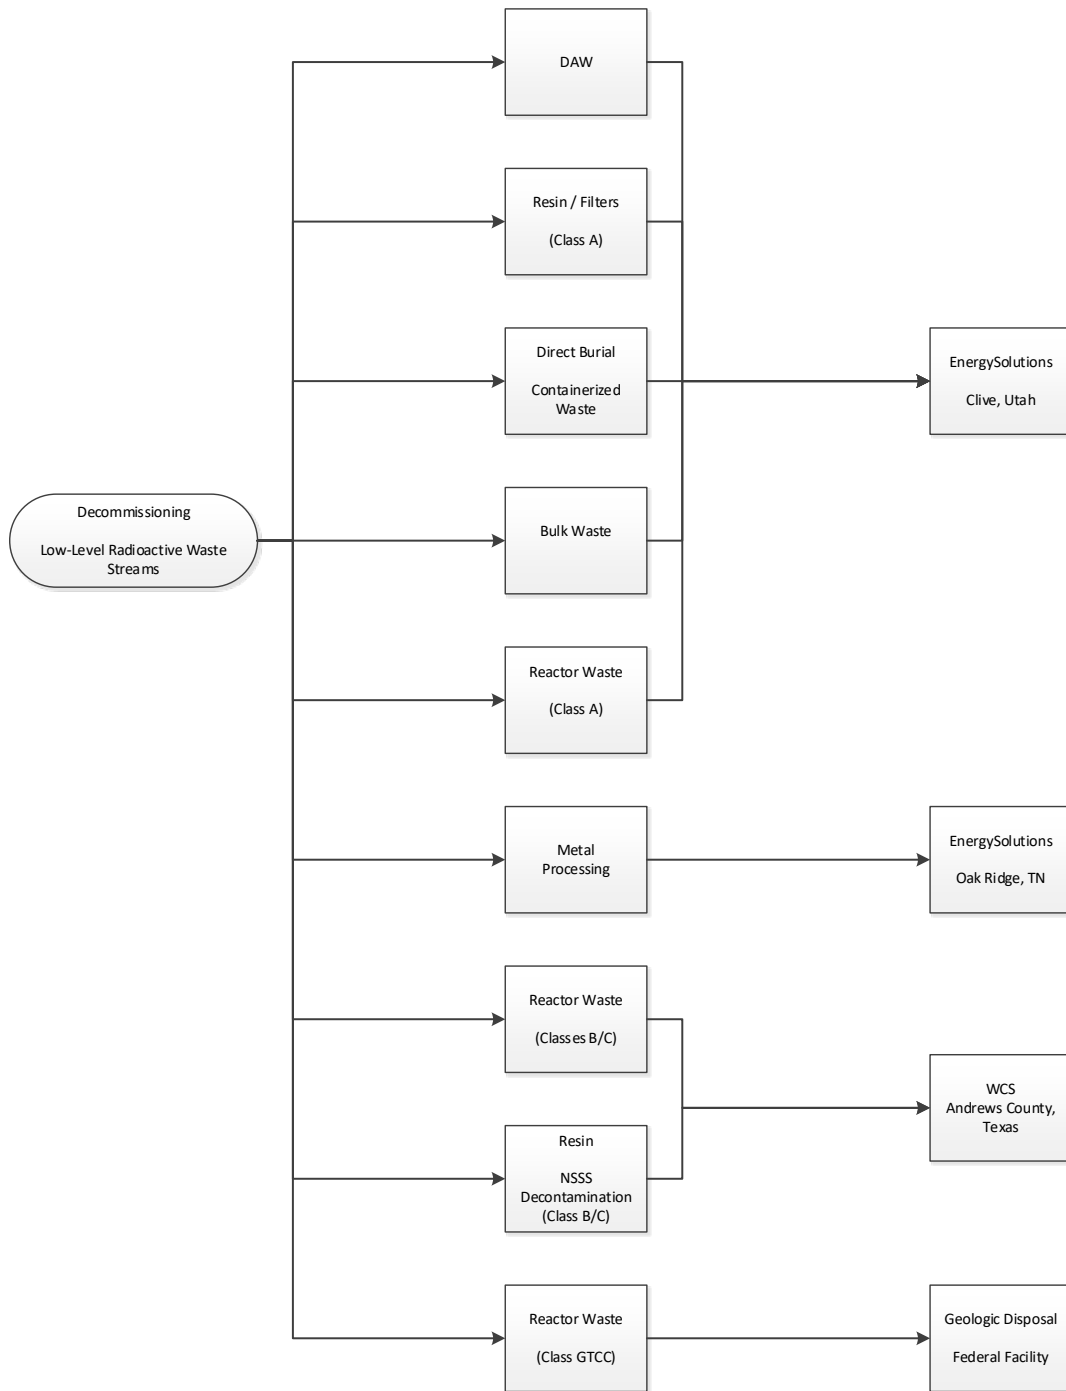 DAW
Resin / Filters
(Class A)
Direct Burial
Containerized
Waste
EnergySolutions
Clive, Utah
Decommissioning
Low-Level Radioactive Waste
Streams
Bulk Waste
Reactor Waste
(Class A)
Metal
Processing
EnergySolutions
Oak Ridge, TN
Reactor Waste
(Classes B/C)
WCS
Andrews County,
Texas
Resin
NSSS
Decontamination
(Class B/C)
Reactor Waste
(Class GTCC)
Geologic Disposal
Federal Facility